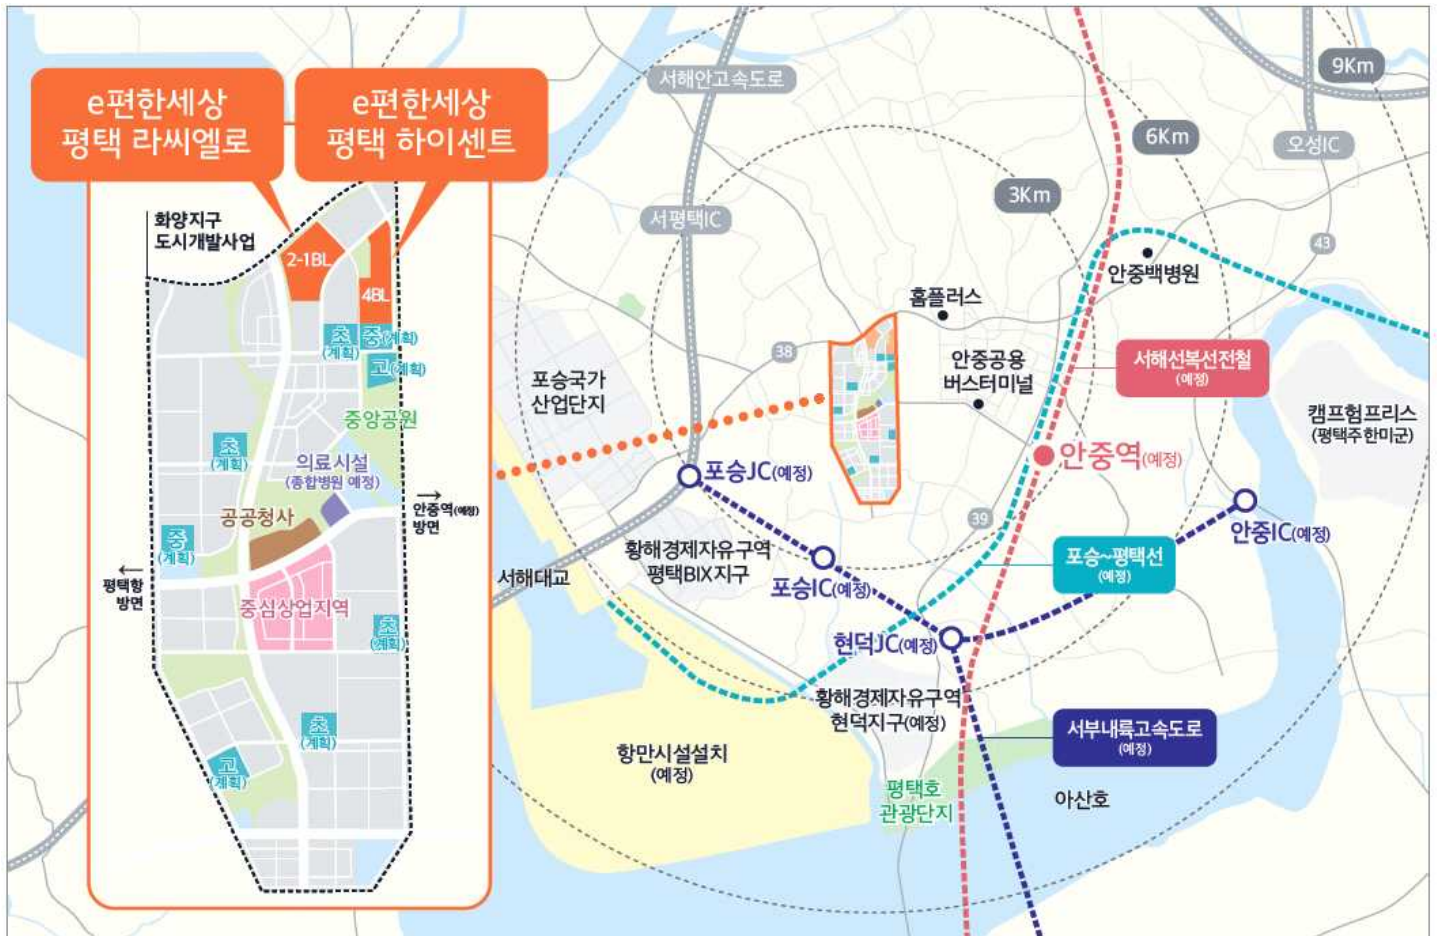 e편한세상
평택 라씨엘로
e편한세상
평택 하이센트
화양지구
도시개발사업
2-1BL
4BL
초
(계획)
중(계획)
고(계획)
중앙공원
초
(계획)
의료시설
(종합병원 예정)
공공청사
→
안중역(예정)
방면
중
(계획)
←
평택항
방면
중심상업지역
초
(계획)
초
(계획)
고
(계획)
서해안고속도로
서평택IC
9Km
6Km
3Km
오성IC
43
안중백병원
홈플러스
38
안중공용
버스터미널
서해선복선전철
(예정)
포승국가
산업단지
캠프험프리스
(평택주한미군)
안중역(예정)
포승JC(예정)
39
안중IC(예정)
황해경제자유구역
평택BIX지구
서해대교
포승IC(예정)
포승~평택선
(예정)
현덕JC(예정)
황해경제자유구역
현덕지구(예정)
서부내륙고속도로
(예정)
항만시설설치
(예정)
평택호
관광단지
아산호